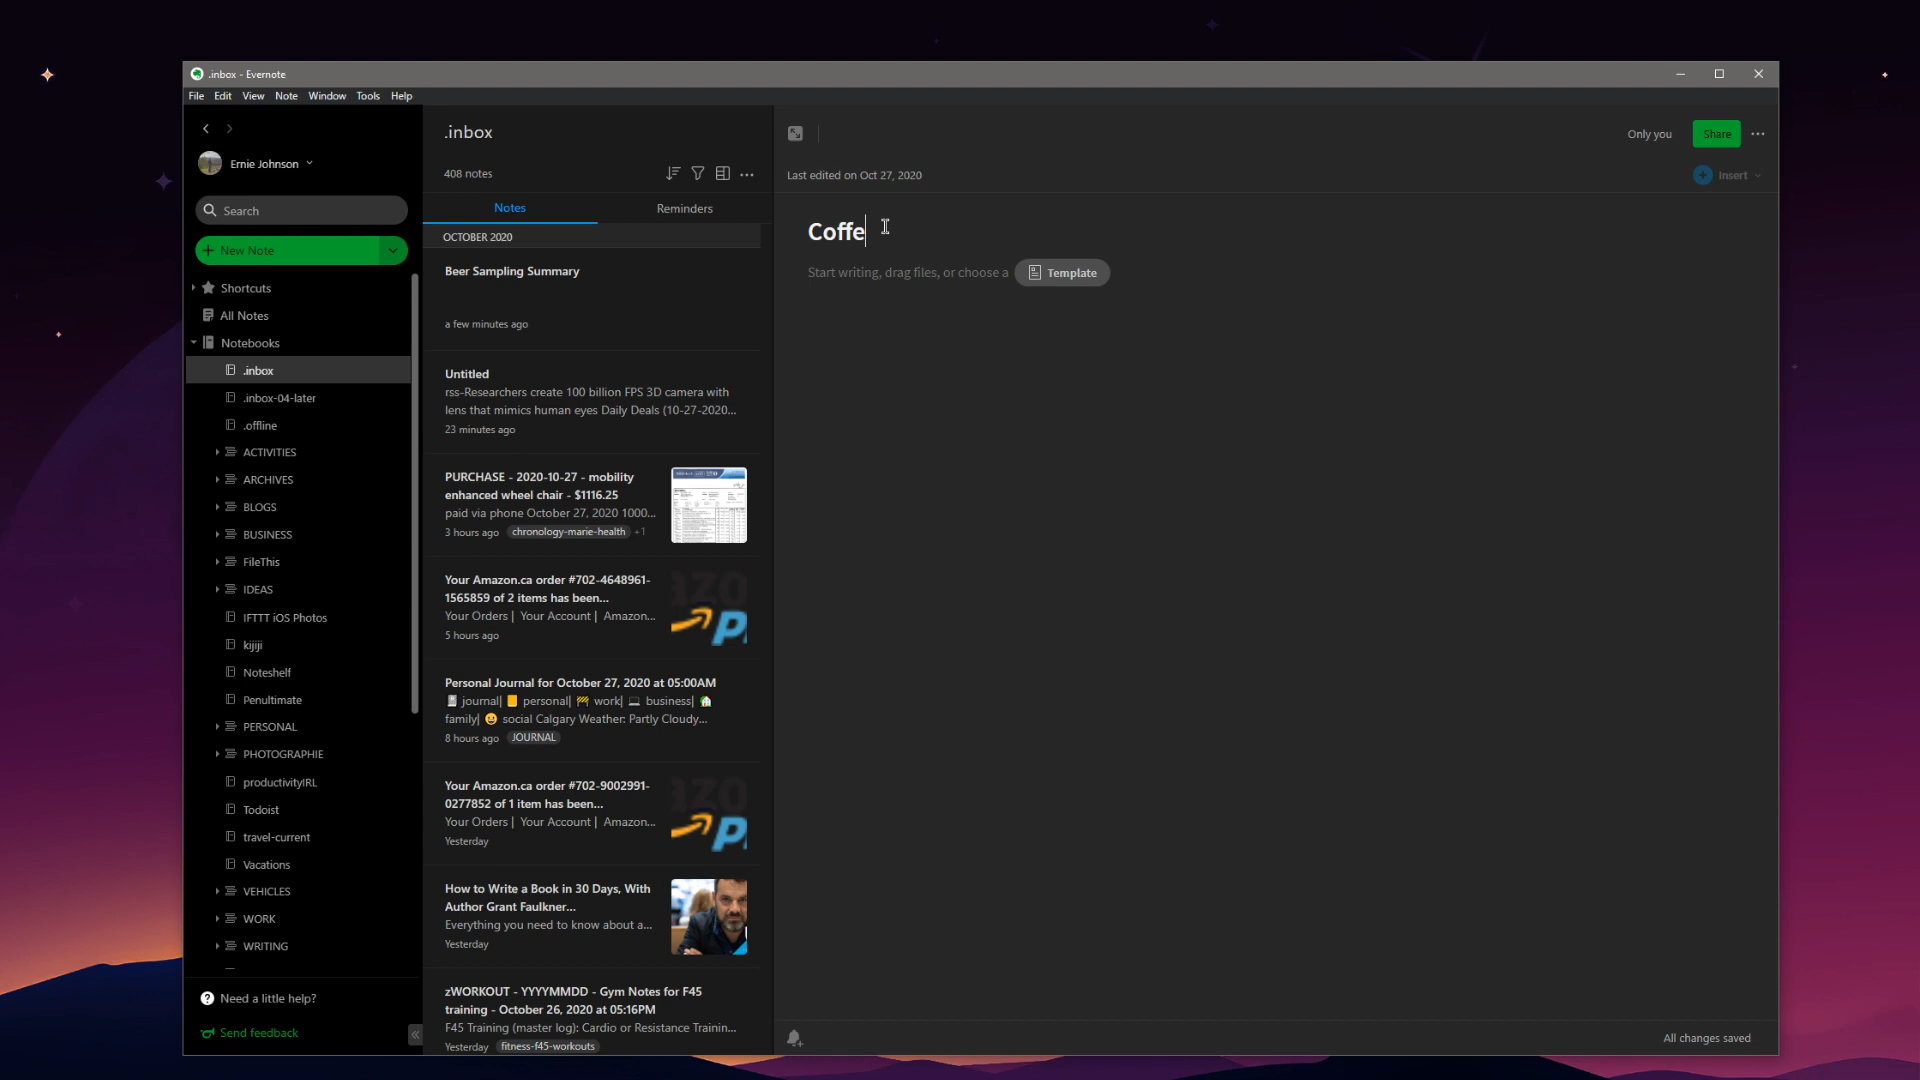 .inbox - Evernote
File Edit View Note Window Tools Help
Ernie Johnson
Search
New Note
Shortcuts
All Notes
Notebooks
.inbox
.inbox-04-later
.offline
ACTIVITIES
ARCHIVES
BLOGS
BUSINESS
FileThis
IDEAS
IFTTT iOS Photos
kijiji
Noteshelf
Penultimate
PERSONAL
PHOTOGRAPHIE
productivityIRL
Todoist
travel-current
Vacations
VEHICLES
WORK
WRITING
Need a little help?
Send feedback
.inbox
408 notes
Notes Reminders
OCTOBER 2020
Beer Sampling Summary
a few minutes ago
Untitled
rss-Researchers create 100 billion FPS 3D camera with
lens that mimics human eyes Daily Deals (10-27-2020...
23 minutes ago
PURCHASE - 2020-10-27 - mobility
enhanced wheel chair - $1116.25
paid via phone October 27, 2020 1000...
3 hours ago chronology-marie-health +1
Your Amazon.ca order #702-4648961-
1565859 of 2 items has been...
Your Orders | Your Account | Amazon...
5 hours ago
Personal Journal for October 27, 2020 at 05:00AM
journal| personal| work| business|
family| social Calgary Weather: Partly Cloudy...
8 hours ago JOURNAL
Your Amazon.ca order #702-9002991-
0277852 of 1 item has been...
Your Orders | Your Account | Amazon...
Yesterday
How to Write a Book in 30 Days, With
Author Grant Faulkner...
Everything you need to know about a...
Yesterday
zWORKOUT - YYYYMMDD - Gym Notes for F45
training - October 26, 2020 at 05:16PM
F45 Training (master log): Cardio or Resistance Trainin...
Yesterday fitness-f45-workouts
Only you Share
Last edited on Oct 27, 2020
Insert
Coffe
Start writing, drag files, or choose a Template
All changes saved